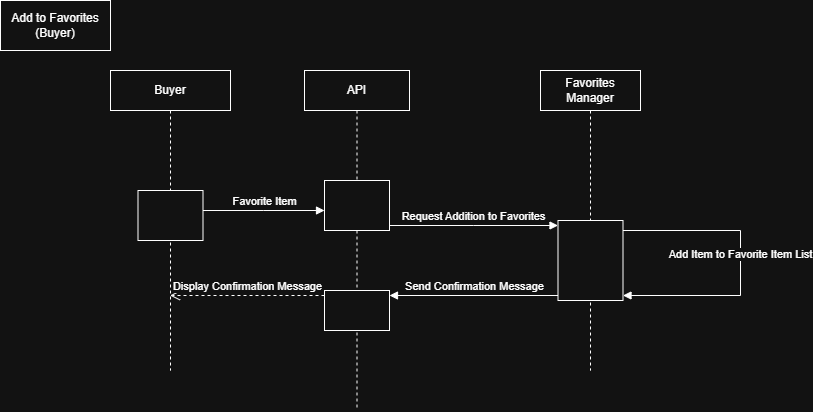 Add to Favorites
(Buyer)
Buyer
API
Favorites
Manager
Favorite Item
Request Addition to Favorites
Add Item to Favorite Item List
Display Confirmation Message
Send Confirmation Message